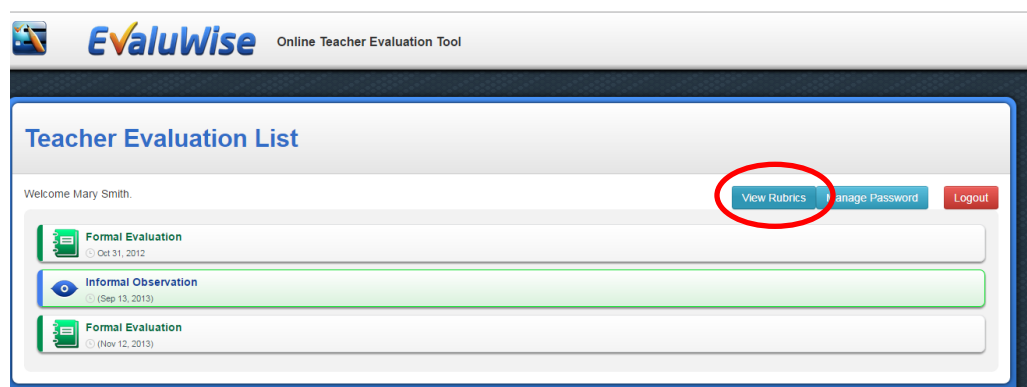 EvaluWise Online Teacher Evaluation Tool
Teacher Evaluation List
Welcome Mary Smith.
View Rubrics Manage Password Logout
Formal Evaluation
Oct 31, 2012
Informal Observation
(Sep 13, 2013)
Formal Evaluation
(Nov 12, 2013)